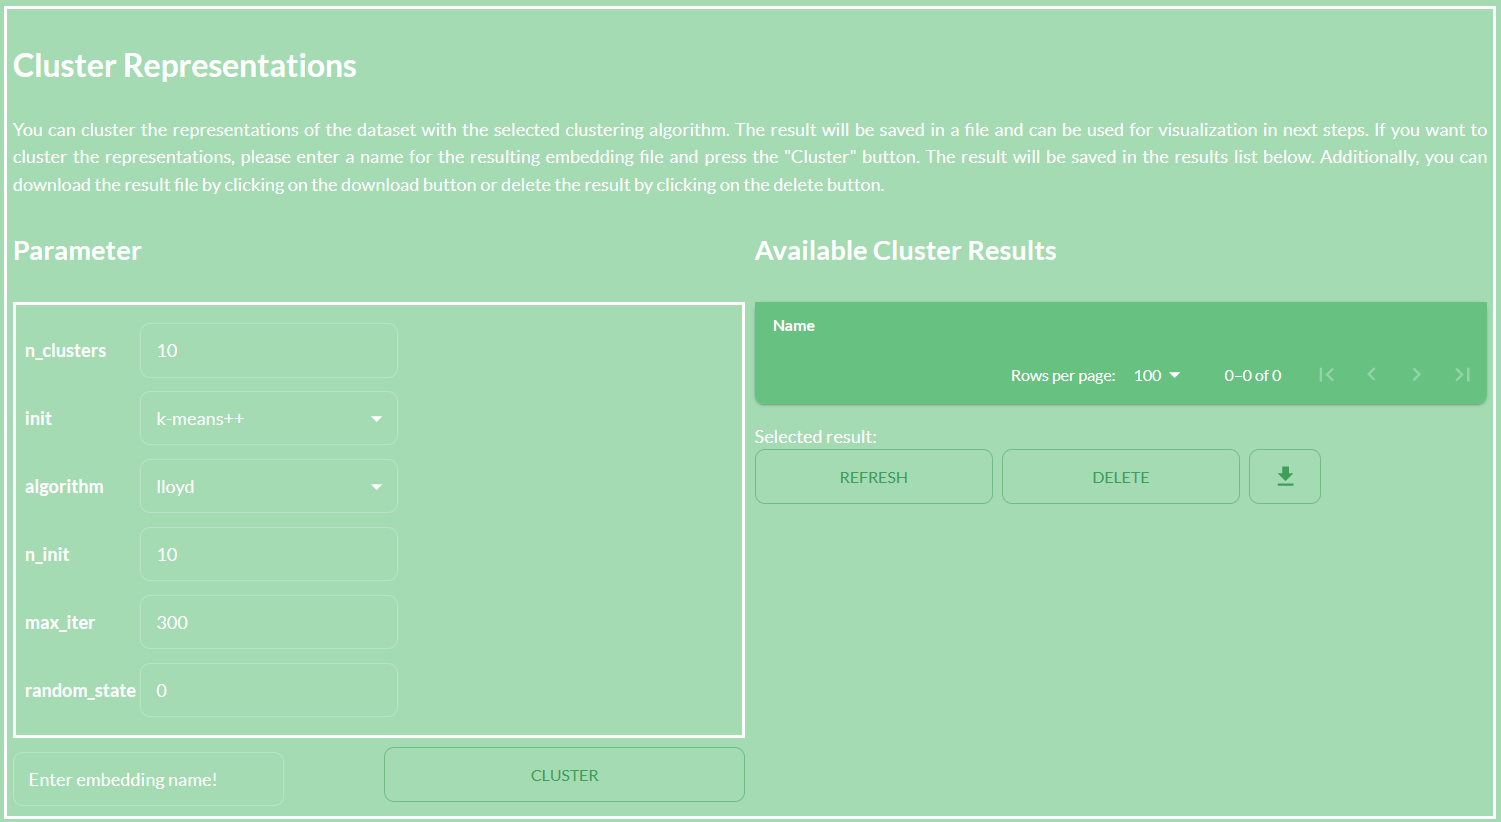 Cluster Representations
You can cluster the representations of the dataset with the selected clustering algorithm. The result will be saved in a file and can be used for visualization in next steps. If you want to
cluster the representations, please enter a name for the resulting embedding file and press the "Cluster" button. The result will be saved in the results list below. Additionally, you can
download the result file by clicking on the download button or delete the result by clicking on the delete button.
Parameter
n_clusters 10
init k-means++
algorithm lloyd
n_init 10
max_iter 300
random_state 0
Enter embedding name! CLUSTER
Available Cluster Results
Name
Rows per page: 100 0–0 of 0
Selected result:
REFRESH DELETE